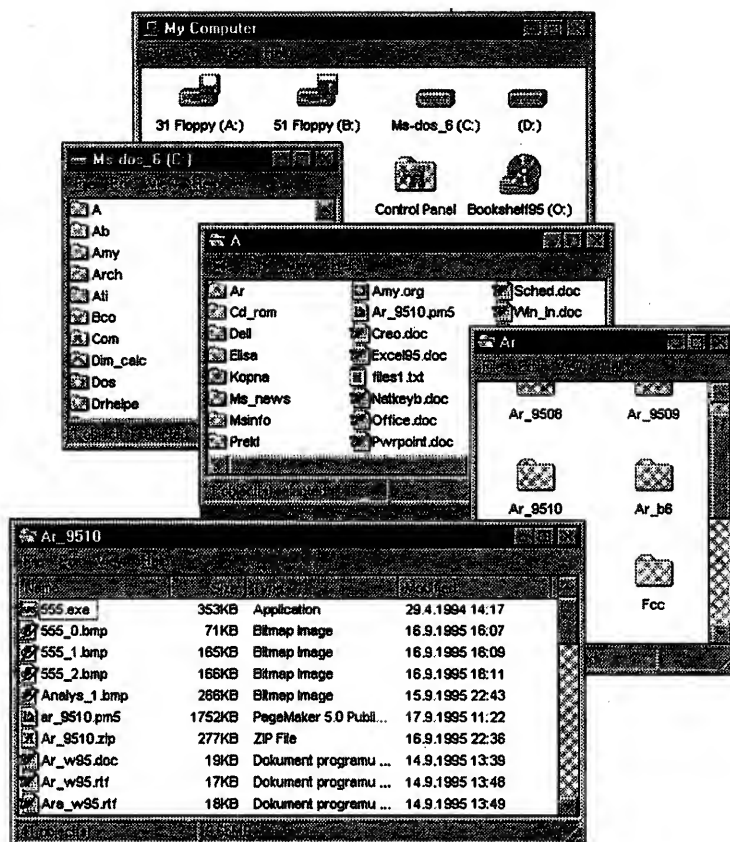 My Computer
31 Floppy (A:)
51 Floppy (B:)
Ms-dos_6 (C:)
(D:)
Control Panel
Bookshelf95 (O:)
Ms-dos_6 (C:)
A
Ab
Amy
Arch
Ati
Bco
Com
Dim_calc
Dos
Drhelpe
A
Ar
Cd_rom
Dell
Elisa
Kopna
Ms_news
Msinfo
Prekl
Amy.org
Ar_9510.pm5
Creo.doc
Excel95.doc
files1.txt
Natkeyb.doc
Office.doc
Pwrpoint.doc
Sched.doc
Win_in.doc
Ar
Ar_9508
Ar_9509
Ar_9510
Ar_b6
Fcc
Ar_9510
Size Modified
555.exe 353KB Application 29.4.1994 14:17
555_0.bmp 71KB Bitmap Image 16.9.1995 16:07
555_1.bmp 165KB Bitmap Image 16.9.1995 16:09
555_2.bmp 166KB Bitmap Image 16.9.1995 16:11
Analys_1.bmp 266KB Bitmap Image 15.9.1995 22:43
ar_9510.pm5 1752KB PageMaker 5.0 Publi... 17.9.1995 11:22
Ar_9510.zip 277KB ZIP File 16.9.1995 22:36
Ar_w95.doc 19KB Dokument programu ... 14.9.1995 13:39
Ar_w95.rtf 17KB Dokument programu ... 14.9.1995 13:48
Ara_w95.rtf 18KB Dokument programu ... 14.9.1995 13:49